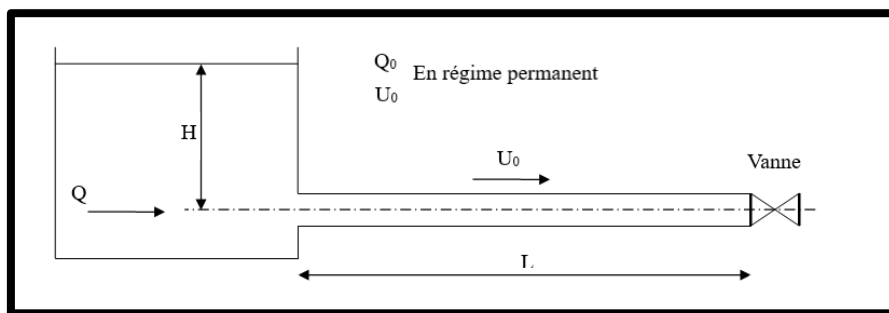 Q₀
En régime permanent
U₀
H
U₀
Vanne
Q
L